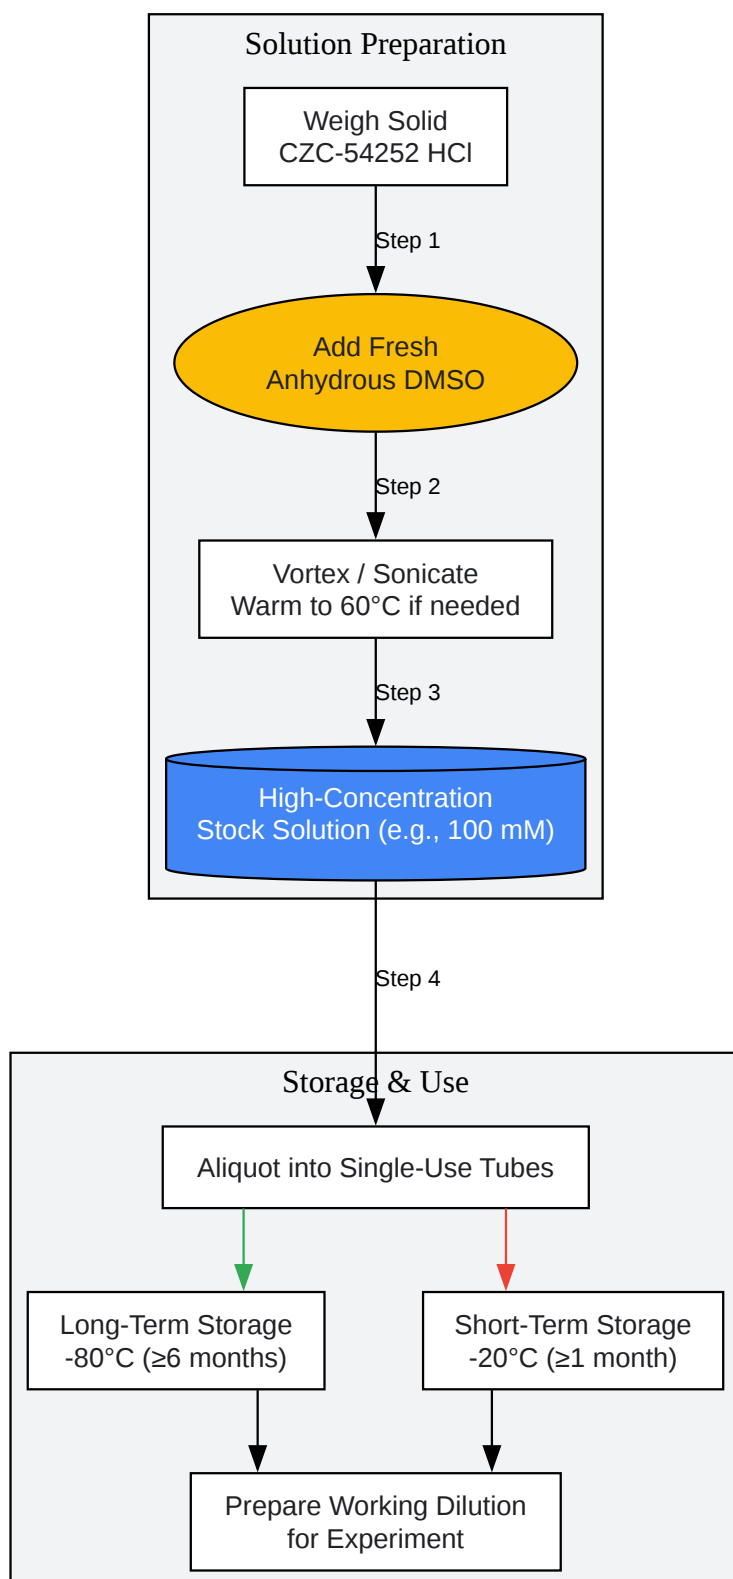 Solution Preparation
Weigh Solid
CZC-54252 HCl
Step 1
Add Fresh
Anhydrous DMSO
Step 2
Vortex / Sonicate
Warm to 60°C if needed
Step 3
High-Concentration
Stock Solution (e.g., 100 mM)
Step 4
Storage & Use
Aliquot into Single-Use Tubes
Long-Term Storage
-80°C (≥6 months)
Short-Term Storage
-20°C (≥1 month)
Prepare Working Dilution
for Experiment